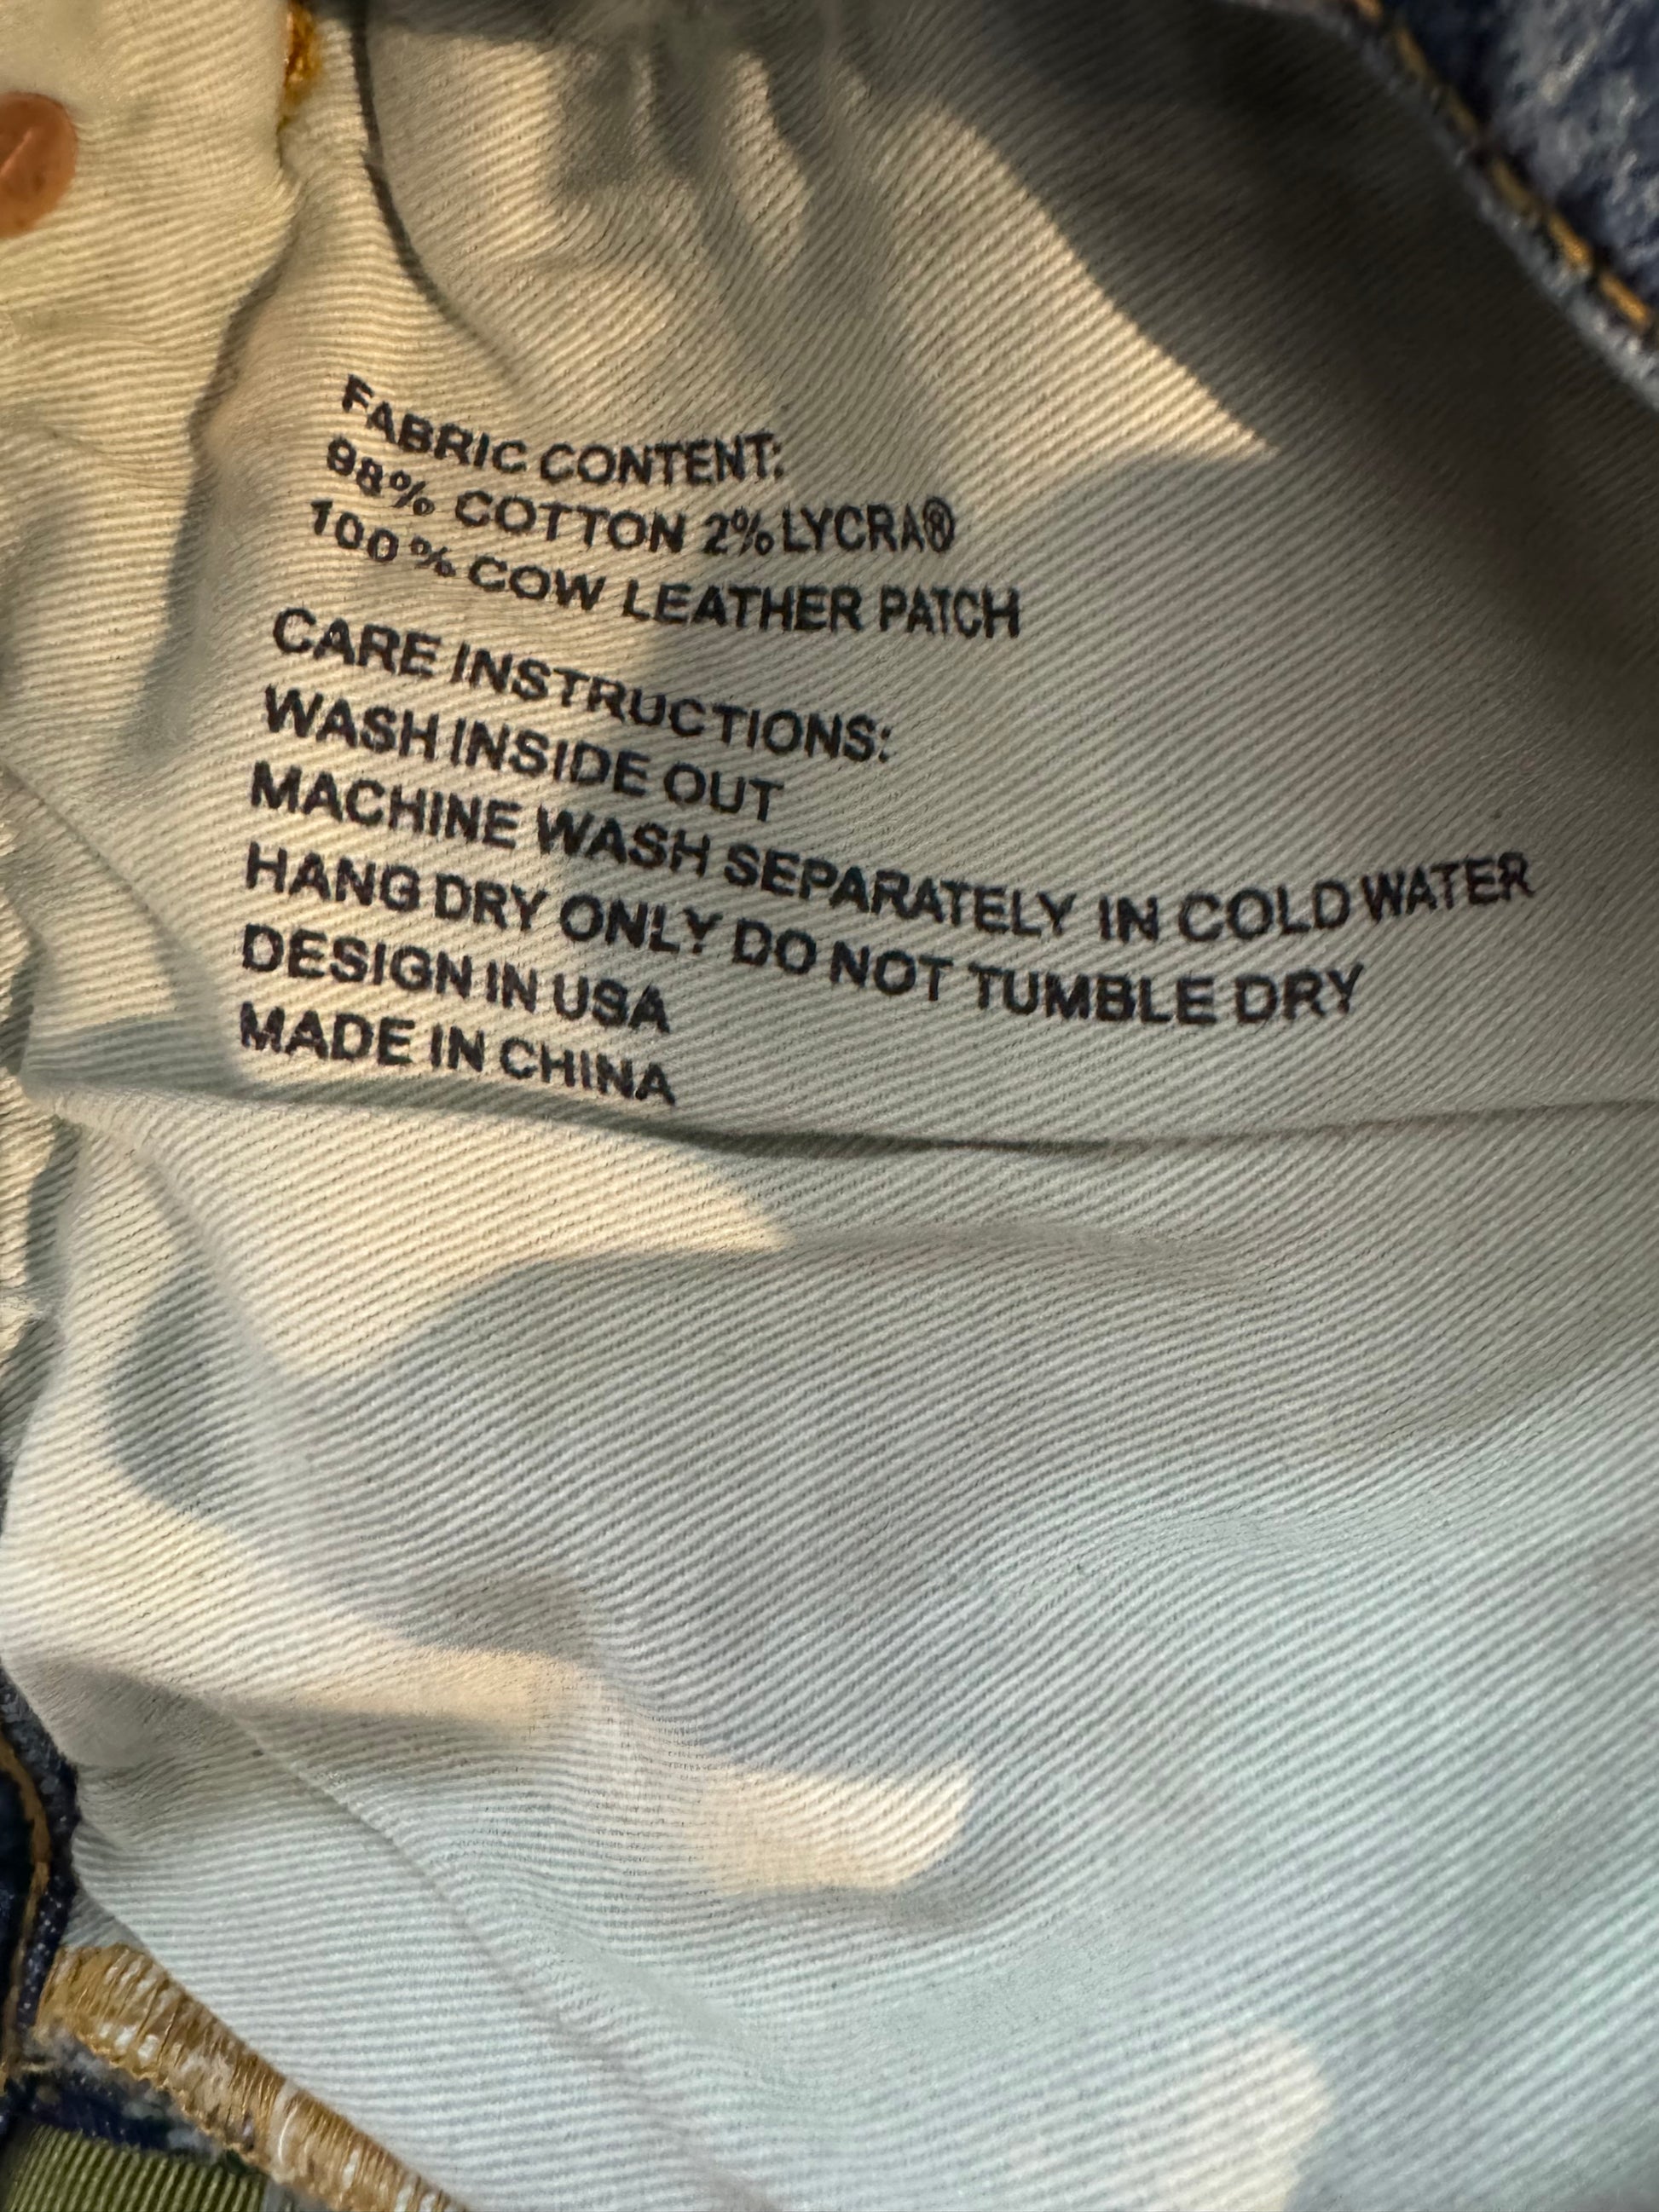 FABRIC CONTENT:
98% COTTON 2% LYCRA®
100% COW LEATHER PATCH
CARE INSTRUCTIONS:
WASH INSIDE OUT
MACHINE WASH SEPARATELY IN COLD WATER
HANG DRY ONLY DO NOT TUMBLE DRY
DESIGN IN USA
MADE IN CHINA